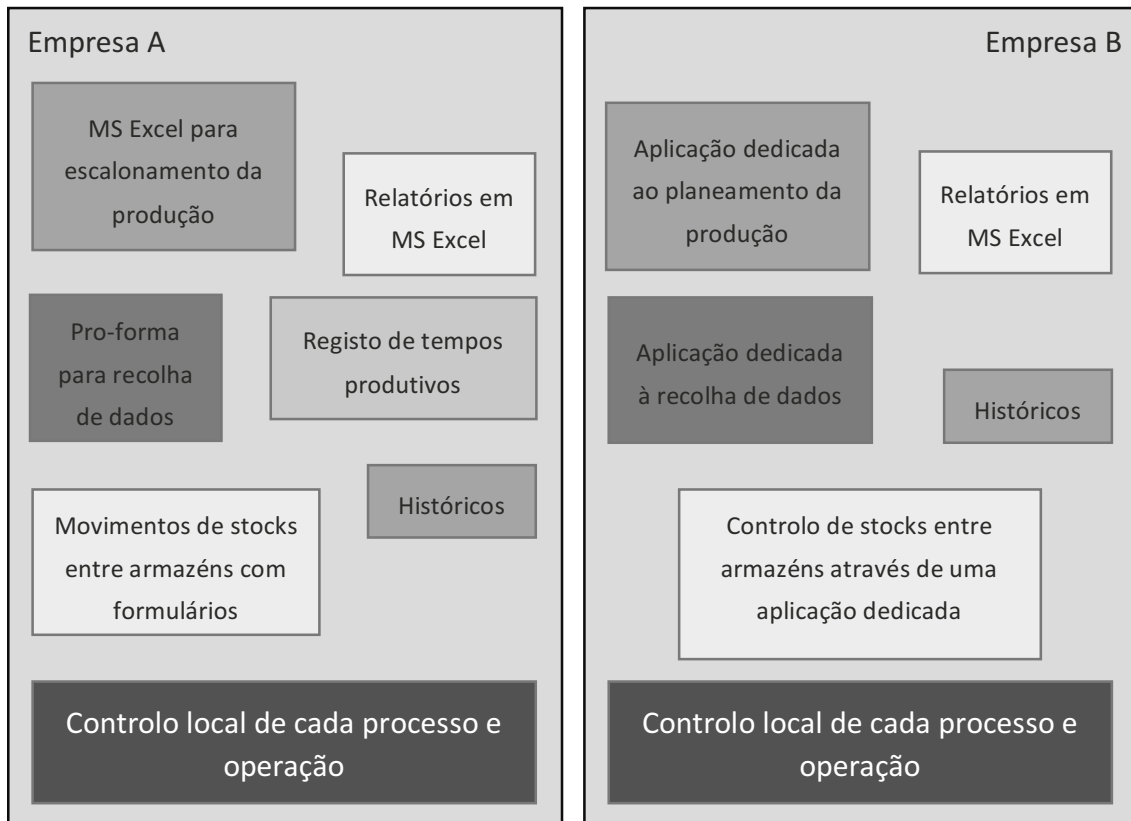 Empresa A
MS Excel para
escalonamento da
produção
Relatórios em
MS Excel
Pro-forma
para recolha
de dados
Registo de tempos
produtivos
Históricos
Movimentos de stocks
entre armazéns com
formulários
Controlo local de cada processo e
operação
Empresa B
Aplicação dedicada
ao planeamento da
produção
Relatórios em
MS Excel
Aplicação dedicada
à recolha de dados
Históricos
Controlo de stocks entre
armazéns através de uma
aplicação dedicada
Controlo local de cada processo e
operação